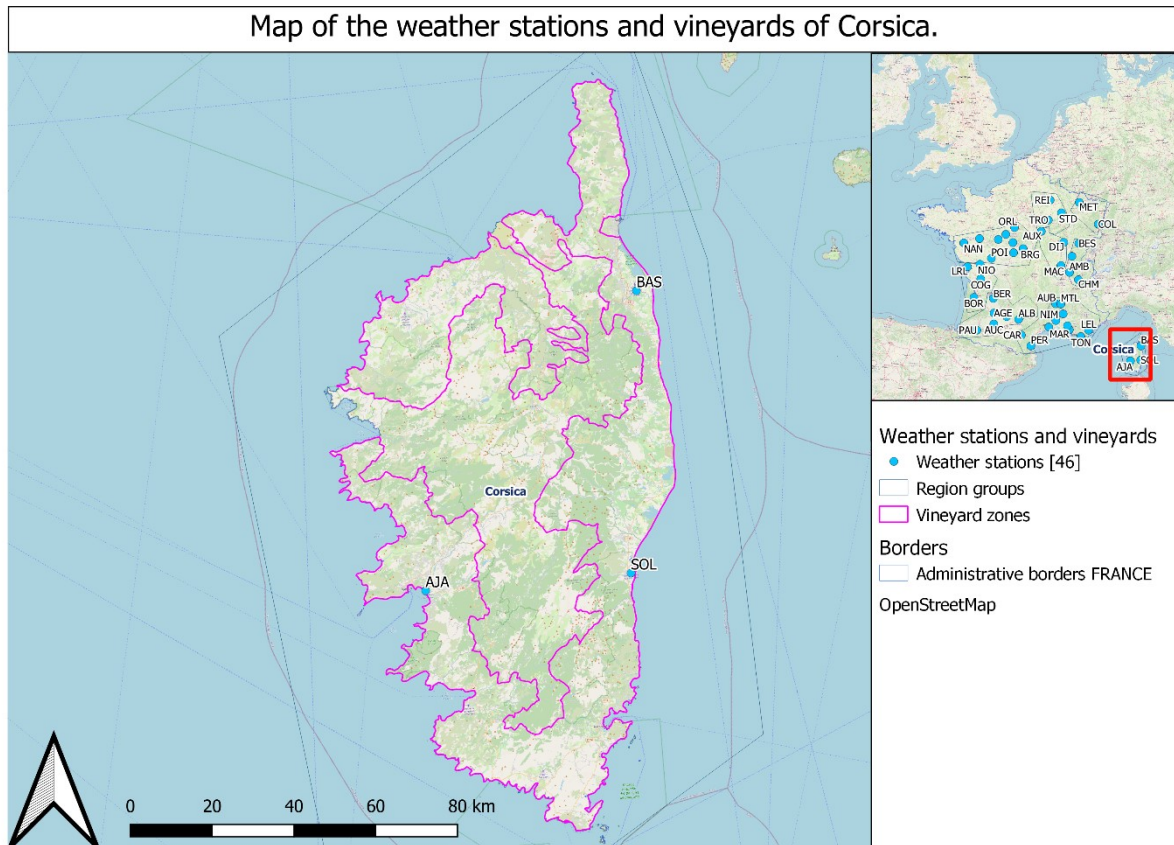 Map of the weather stations and vineyards of Corsica.
BAS
Corsica
SOL
AJA
0 20 40 60 80 km
REI
MET
TRO
STD
COL
ORL
AUX
NAN
DIJ
BES
POI
BRG
LRL
NIO
MAC
AMB
COG
CHM
BOR
BER
AUB
MTL
AGE
ALB
NIM
PAU
AUC
CAR
MAR
LEL
PER
TON
Corsica
BAS
AJA
SOL
Weather stations and vineyards
Weather stations [46]
Region groups
Vineyard zones
Borders
Administrative borders FRANCE
OpenStreetMap